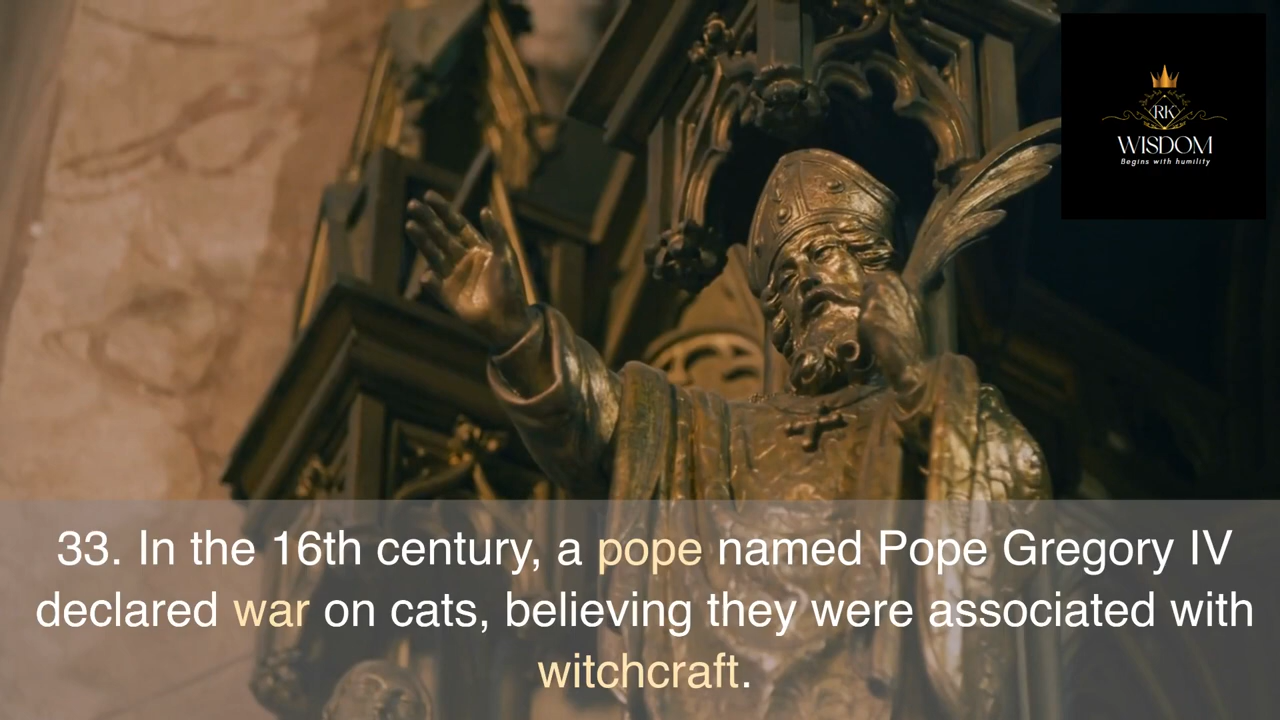 RK
WISDOM
Begins with humility
33. In the 16th century, a pope named Pope Gregory IV
declared war on cats, believing they were associated with
witchcraft.